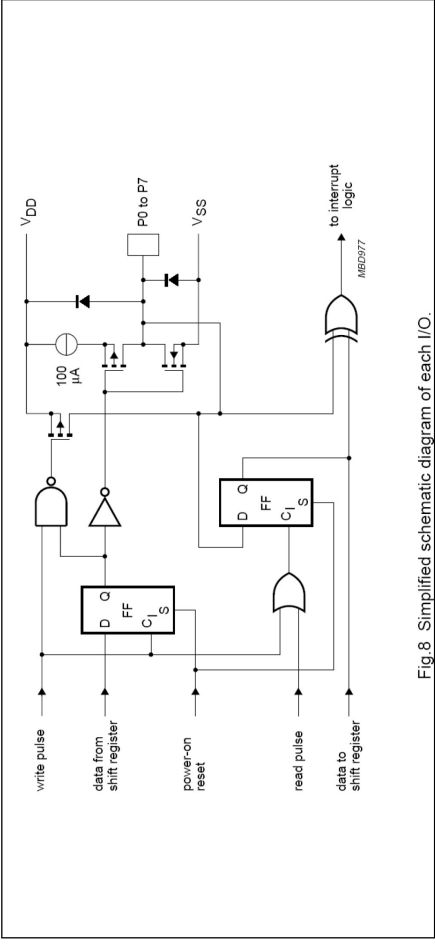 write pulse
data from
shift register
power-on
reset
read pulse
data to
shift register
D
Q
FF
CI
S
D
Q
FF
CI
S
100
µA
VDD
P0 to P7
VSS
to interrupt
logic
MBD977
Fig.8 Simplified schematic diagram of each I/O.